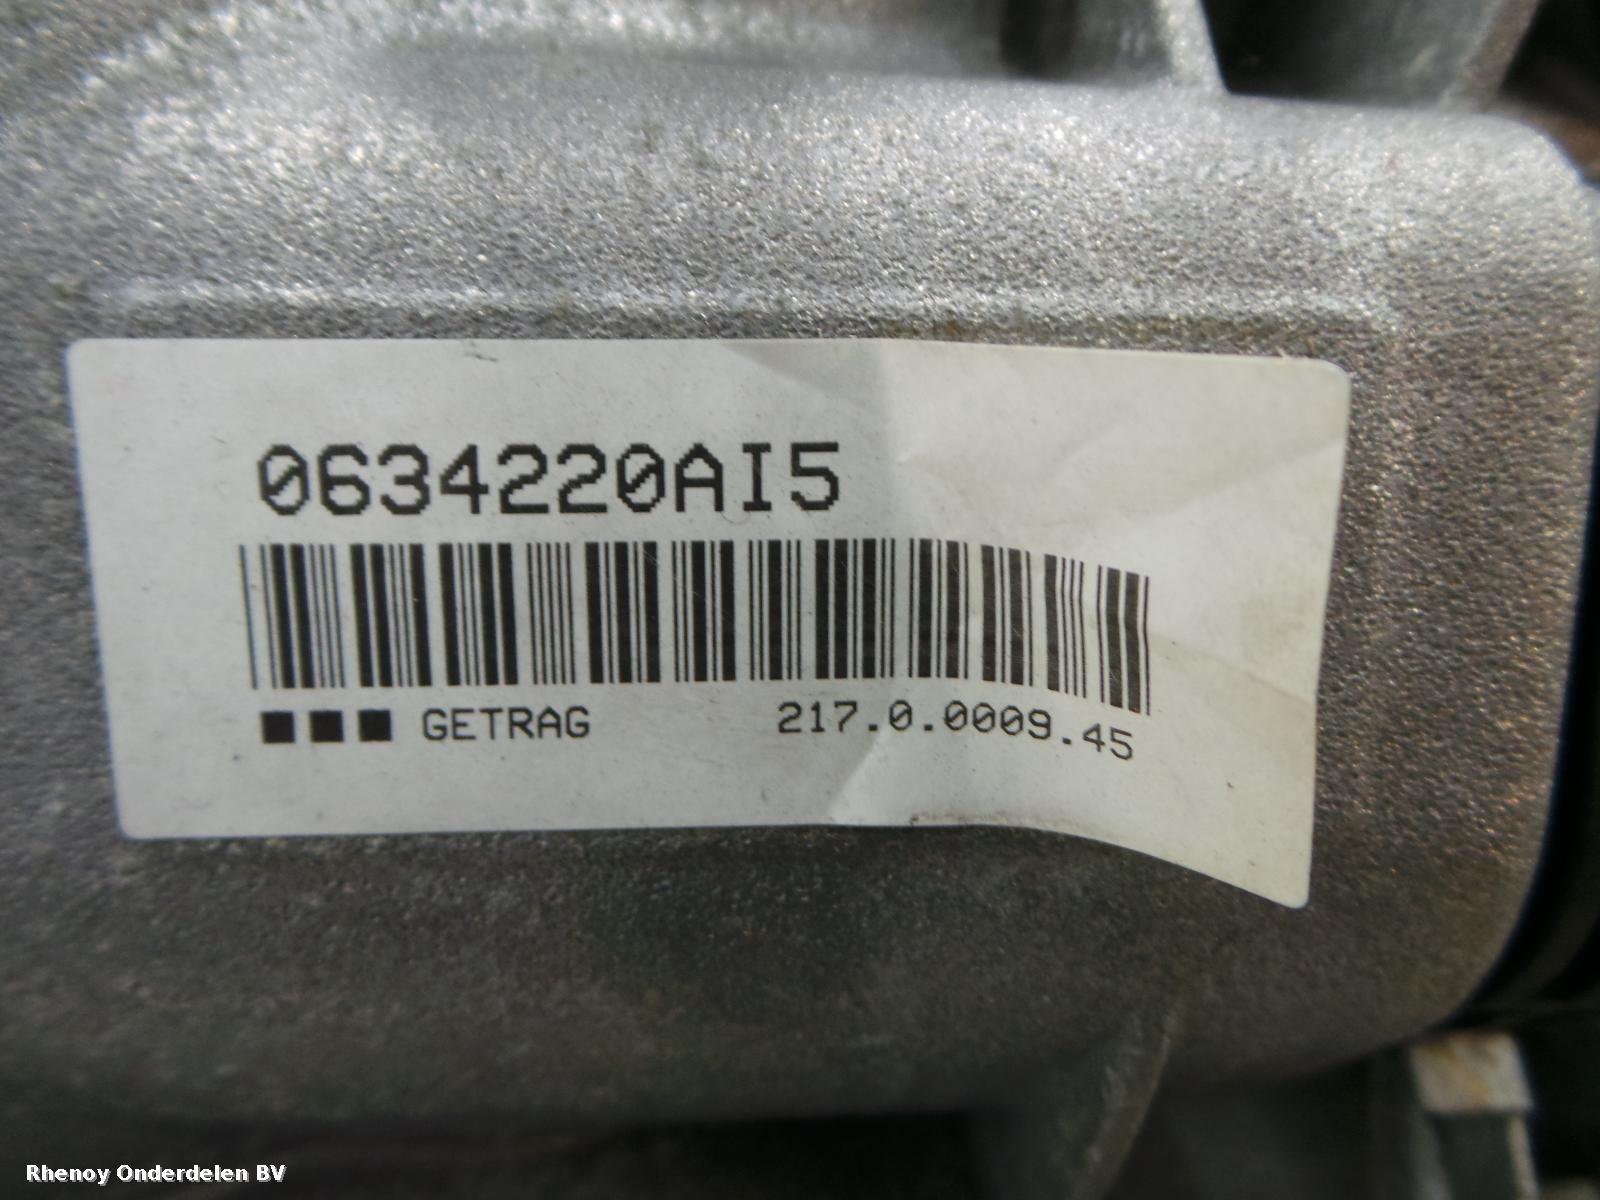 0634220AI5
GETRAG 217.0.0009.45
Rhenoy Onderdelen BV